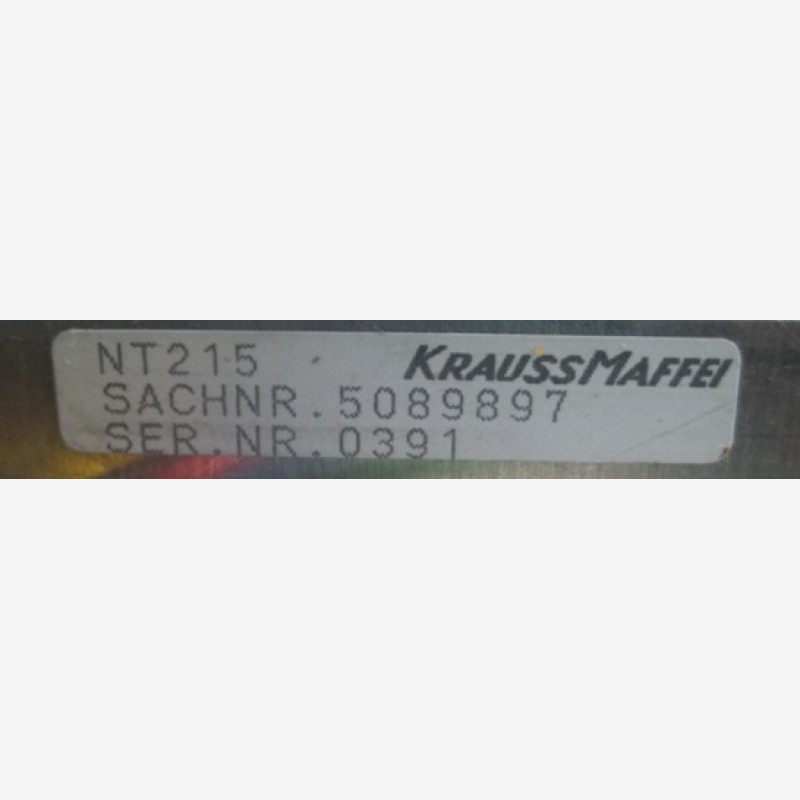 NT215 KRAUSSMAFFEI
SACHNR.5089897
SER.NR.0391